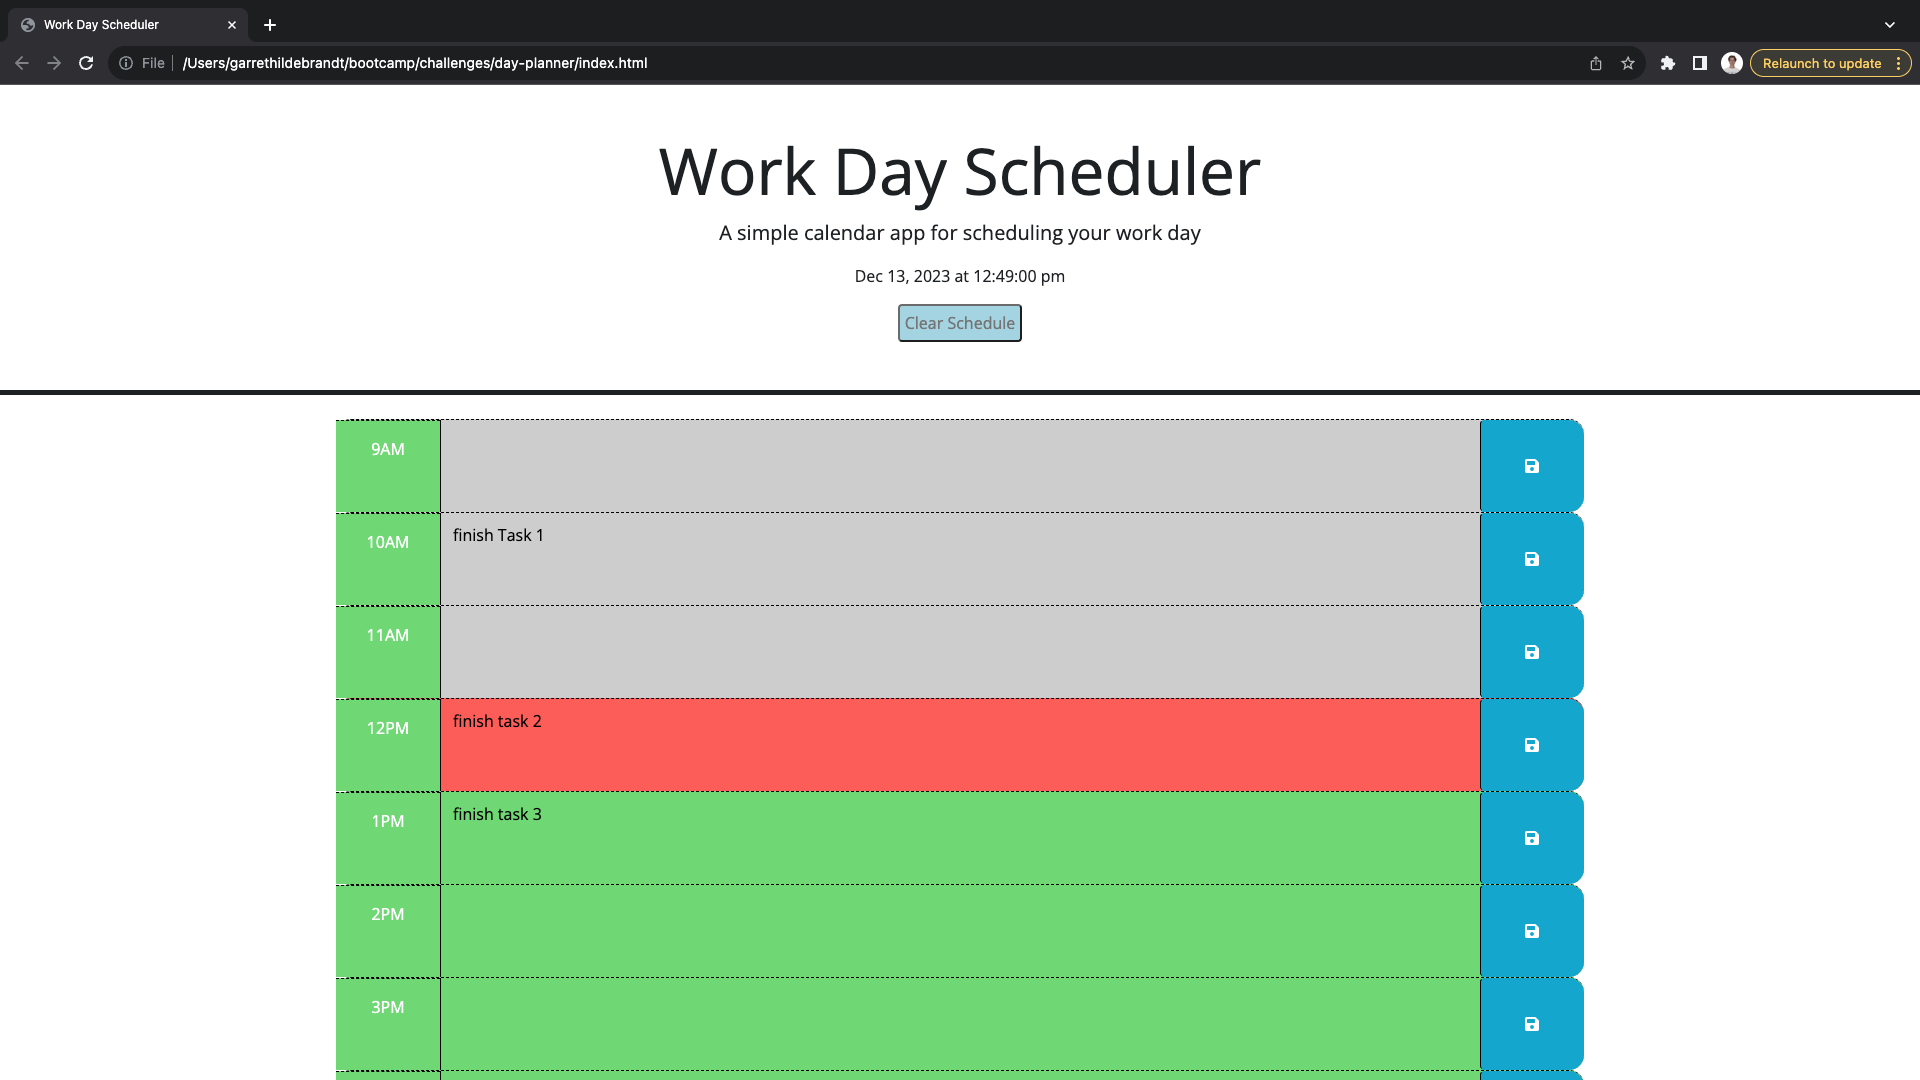 Work Day Scheduler
File
/Users/garrethildebrandt/bootcamp/challenges/day-planner/index.html
Relaunch to update
Work Day Scheduler
A simple calendar app for scheduling your work day
Dec 13, 2023 at 12:49:00 pm
Clear Schedule
9AM
10AM
finish Task 1
11AM
12PM
finish task 2
1PM
finish task 3
2PM
3PM